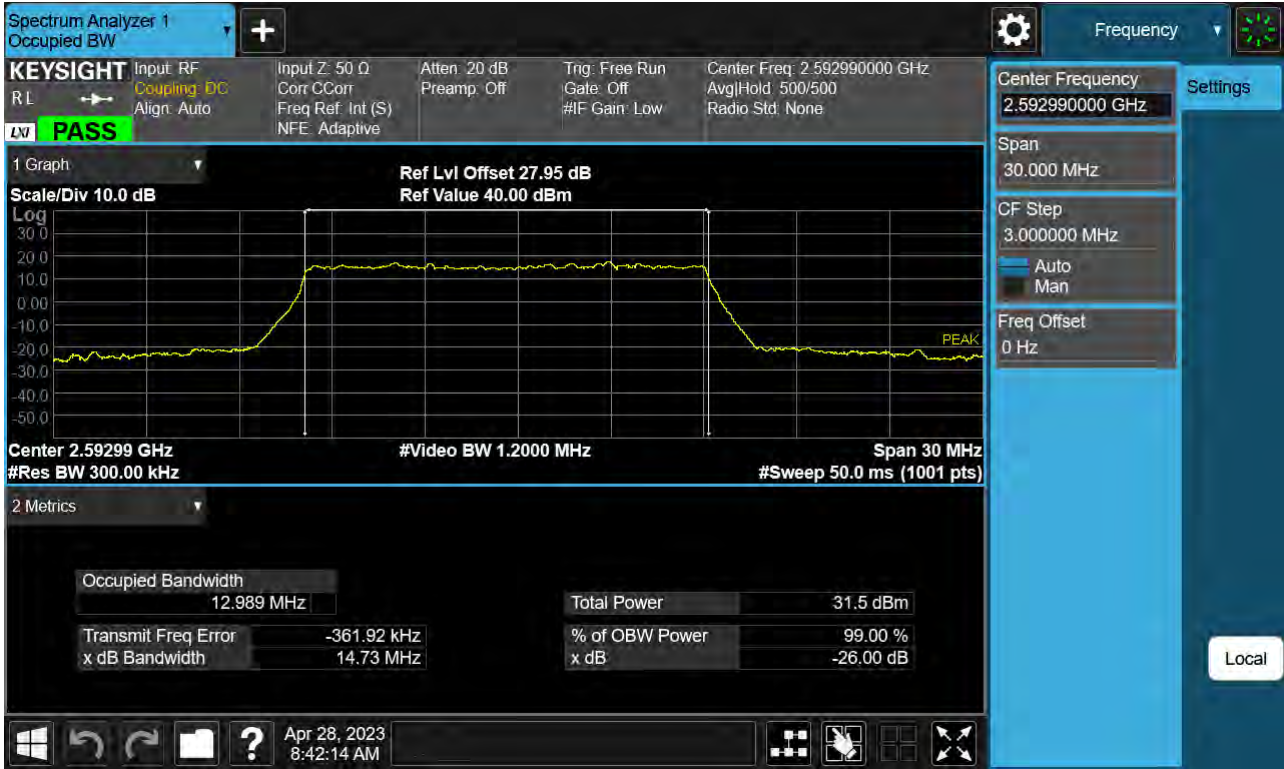 Spectrum Analyzer 1
Occupied BW
+
Frequency
KEYSIGHT
RL
LXI
PASS
Input: RF
Coupling: DC
Align: Auto
Input Z: 50 Ω
Corr CCorr
Freq Ref: Int (S)
NFE: Adaptive
Atten: 20 dB
Preamp: Off
Trig: Free Run
Gate: Off
#IF Gain: Low
Center Freq: 2.592990000 GHz
Avg|Hold: 500/500
Radio Std: None
Center Frequency
2.592990000 GHz
Settings
Span
30.000 MHz
CF Step
3.000000 MHz
Auto
Man
Freq Offset
0 Hz
Local
1 Graph
Scale/Div 10.0 dB
Ref Lvl Offset 27.95 dB
Ref Value 40.00 dBm
Log
30.0
20.0
10.0
0.00
-10.0
-20.0
-30.0
-40.0
-50.0
PEAK
Center 2.59299 GHz
#Video BW 1.2000 MHz
Span 30 MHz
#Res BW 300.00 kHz
#Sweep 50.0 ms (1001 pts)
2 Metrics
Occupied Bandwidth
12.989 MHz
Total Power 31.5 dBm
Transmit Freq Error -361.92 kHz
% of OBW Power 99.00 %
x dB Bandwidth 14.73 MHz
x dB -26.00 dB
?
Apr 28, 2023
8:42:14 AM